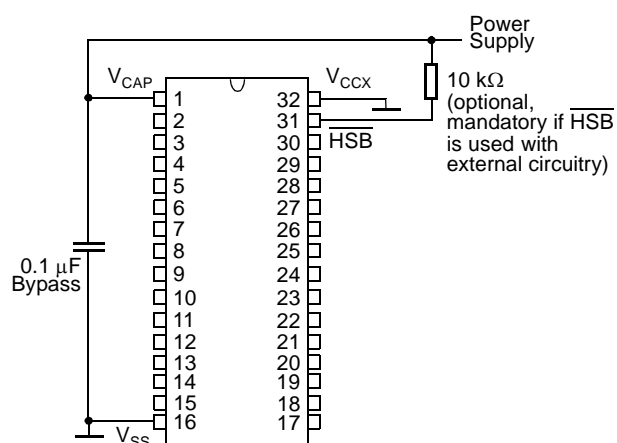 Power
Supply
V_CAP
V_CCX
10 kΩ
(optional,
mandatory if H̅S̅B̅
is used with
external circuitry)
H̅S̅B̅
1
2
3
4
5
6
7
8
9
10
11
12
13
14
15
16
32
31
30
29
28
27
26
25
24
23
22
21
20
19
18
17
0.1 μF
Bypass
V_SS